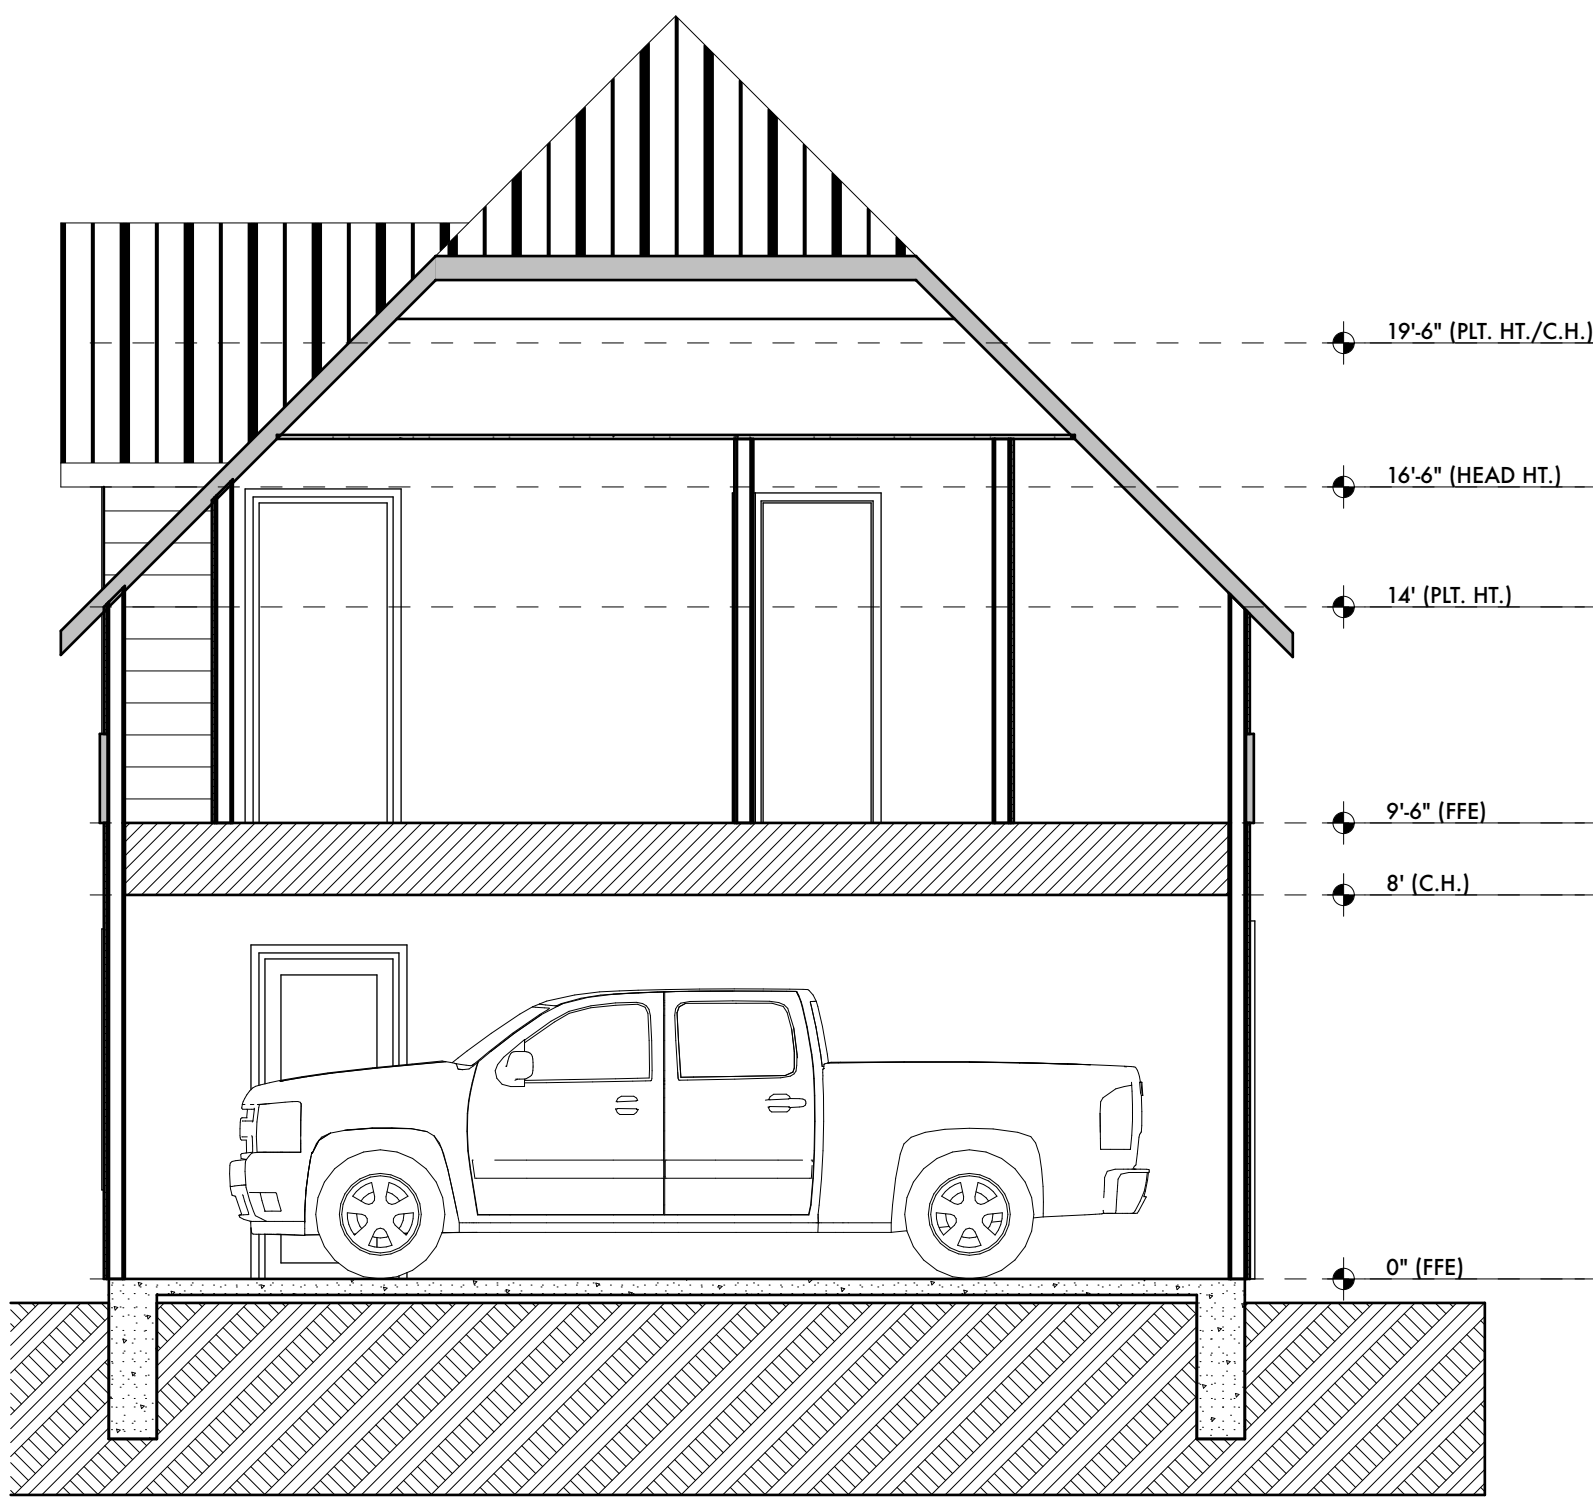 19'-6" (PLT. HT./C.H.)
16'-6" (HEAD HT.)
14' (PLT. HT.)
9'-6" (FFE)
8' (C.H.)
0" (FFE)